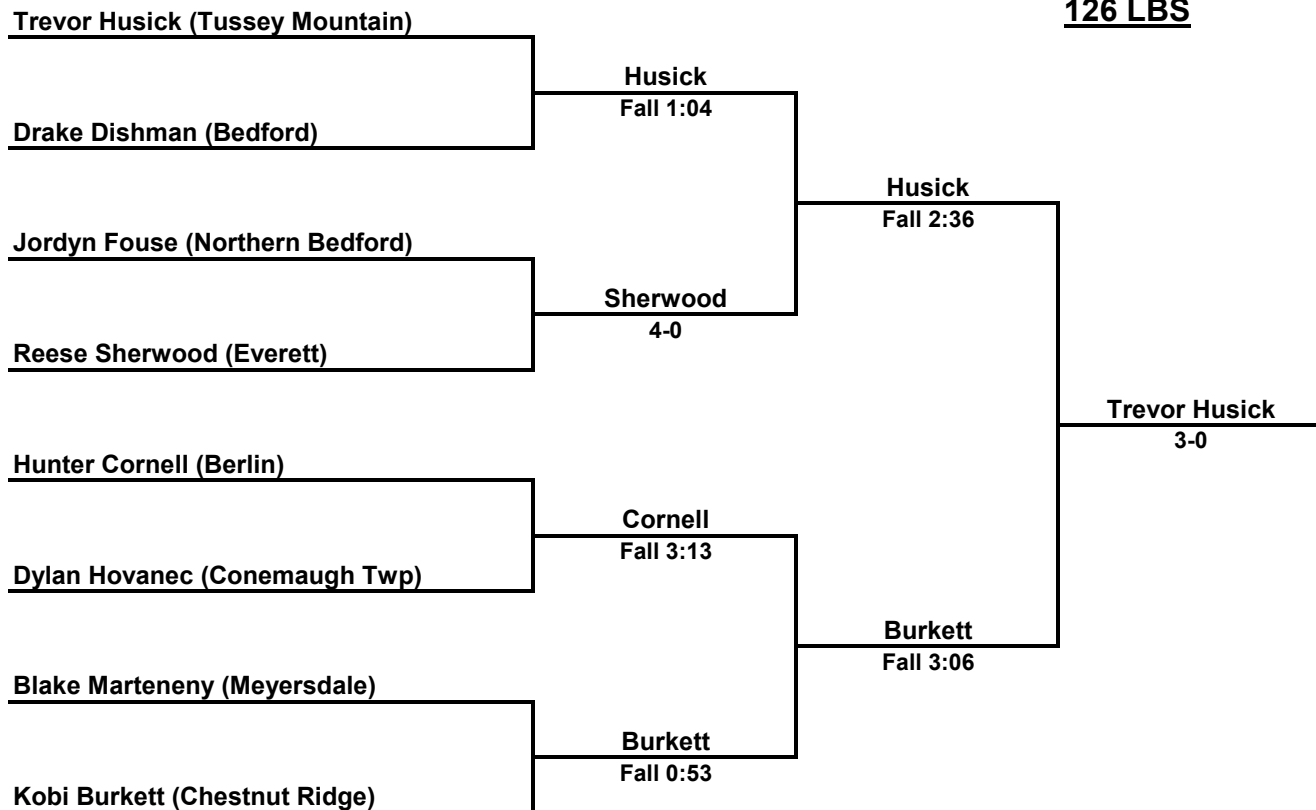 126 LBS
Trevor Husick (Tussey Mountain)
Husick
Fall 1:04
Drake Dishman (Bedford)
Husick
Fall 2:36
Jordyn Fouse (Northern Bedford)
Sherwood
4-0
Reese Sherwood (Everett)
Trevor Husick
3-0
Hunter Cornell (Berlin)
Cornell
Fall 3:13
Dylan Hovanec (Conemaugh Twp)
Burkett
Fall 3:06
Blake Marteneny (Meyersdale)
Burkett
Fall 0:53
Kobi Burkett (Chestnut Ridge)